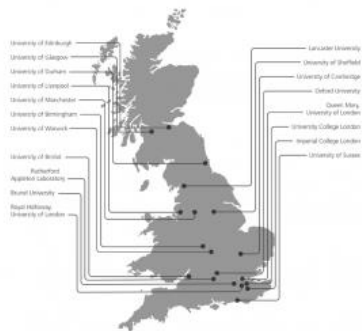 University of Edinburgh
University of Glasgow
University of Durham
University of Liverpool
University of Manchester
University of Birmingham
University of Warwick
University of Bristol
Rutherford
Appleton Laboratory
Brunel University
Royal Holloway,
University of London
Lancaster University
University of Sheffield
University of Cambridge
Oxford University
Queen Mary,
University of London
University College London
Imperial College London
University of Sussex